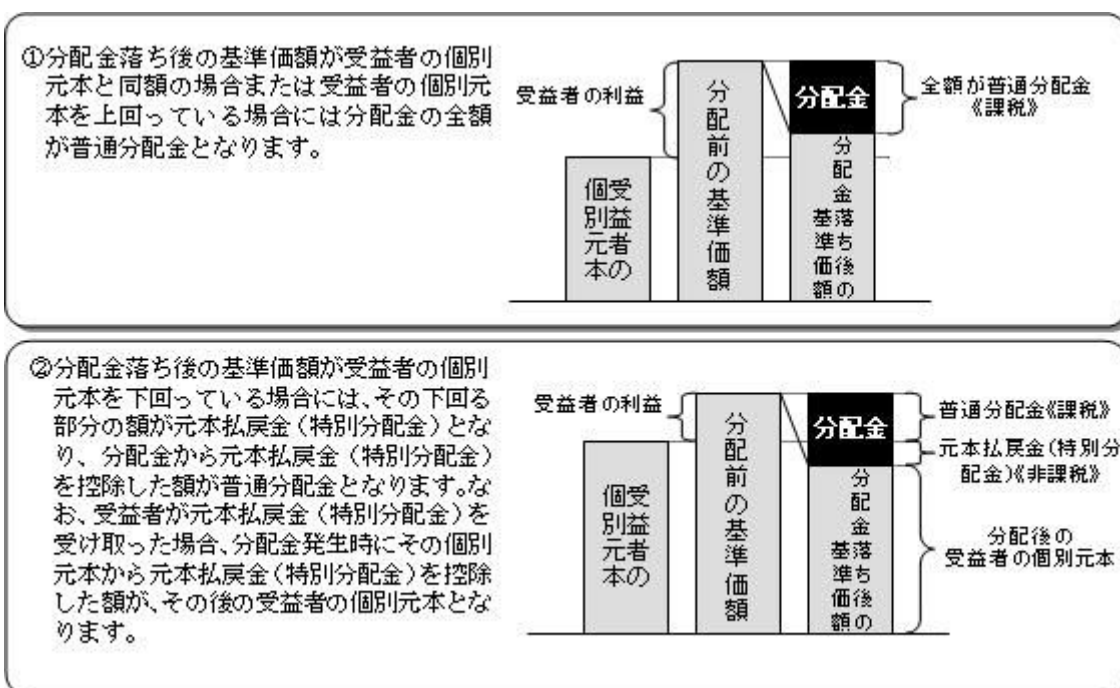 ①分配金落ち後の基準価額が受益者の個別
元本と同額の場合または受益者の個別元
本を上回っている場合には分配金の全額
が普通分配金となります。
受益者の利益
受益者の
個別元本
分配前の基準価額
分配金
分配金落ち後の
基準価額
全額が普通分配金
《課税》
②分配金落ち後の基準価額が受益者の個別
元本を下回っている場合には、その下回る
部分の額が元本払戻金(特別分配金)とな
り、分配金から元本払戻金(特別分配金)
を控除した額が普通分配金となります。な
お、受益者が元本払戻金(特別分配金)を
受け取った場合、分配金発生時にその個別
元本から元本払戻金(特別分配金)を控除
した額が、その後の受益者の個別元本とな
ります。
受益者の利益
受益者の
個別元本
分配前の基準価額
分配金
分配金落ち後の
基準価額
普通分配金《課税》
元本払戻金(特別分
配金)《非課税》
分配後の
受益者の個別元本